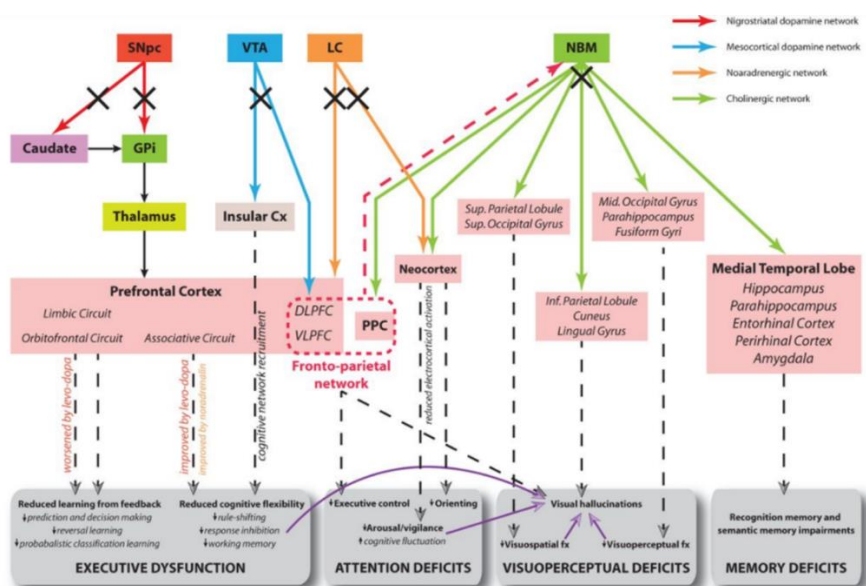 SNpc
VTA
LC
NBM
Nigrostriatal dopamine network
Mesocortical dopamine network
Noaradrenergic network
Cholinergic network
Caudate
GPi
Thalamus
Insular Cx
Sup. Parietal Lobule
Sup. Occipital Gyrus
Mid. Occipital Gyrus
Parahippocampus
Fusiform Gyri
Neocortex
Prefrontal Cortex
Limbic Circuit
Orbitofrontal Circuit
Associative Circuit
DLPFC
VLPFC
PPC
Fronto-parietal
network
Inf. Parietal Lobule
Cuneus
Lingual Gyrus
Medial Temporal Lobe
Hippocampus
Parahippocampus
Entorhinal Cortex
Perirhinal Cortex
Amygdala
worsened by levo-dopa
improved by levo-dopa
improved by noradrenalin
cognitive network recruitment
reduced electrocortical activation
Reduced learning from feedback
prediction and decision making
reversal learning
probabalistic classification learning
Reduced cognitive flexibility
rule-shifting
response inhibition
working memory
EXECUTIVE DYSFUNCTION
Executive control
Orienting
Arousal/vigilance
cognitive fluctuation
ATTENTION DEFICITS
Visual hallucinations
Visuospatial fx
Visuoperceptual fx
VISUOPERCEPTUAL DEFICITS
Recognition memory and
semantic memory impairments
MEMORY DEFICITS